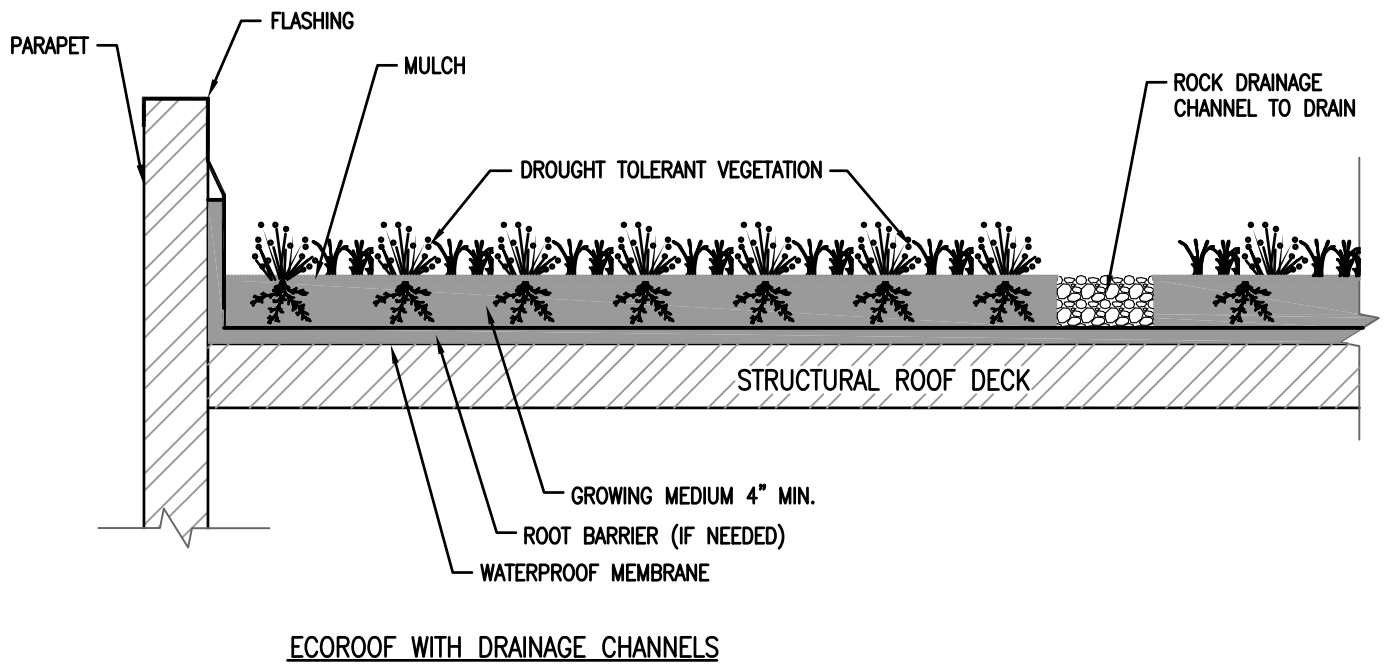 FLASHING
PARAPET
MULCH
ROCK DRAINAGE
CHANNEL TO DRAIN
DROUGHT TOLERANT VEGETATION
STRUCTURAL ROOF DECK
GROWING MEDIUM 4" MIN.
ROOT BARRIER (IF NEEDED)
WATERPROOF MEMBRANE
ECOROOF WITH DRAINAGE CHANNELS